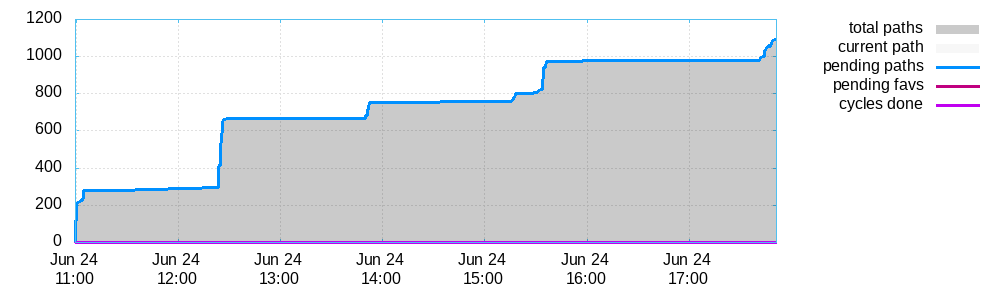 1200
1000
800
600
400
200
0
Jun 24 Jun 24 Jun 24 Jun 24 Jun 24 Jun 24 Jun 24
11:00 12:00 13:00 14:00 15:00 16:00 17:00
total paths
current path
pending paths
pending favs
cycles done